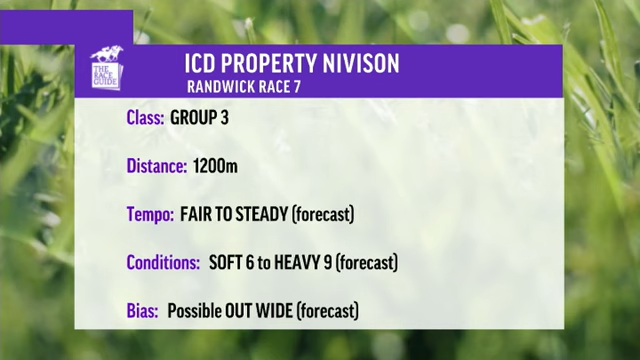 THE
RACE
GUIDE
ICD PROPERTY NIVISON
RANDWICK RACE 7
Class: GROUP 3
Distance: 1200m
Tempo: FAIR TO STEADY (forecast)
Conditions: SOFT 6 to HEAVY 9 (forecast)
Bias: Possible OUT WIDE (forecast)